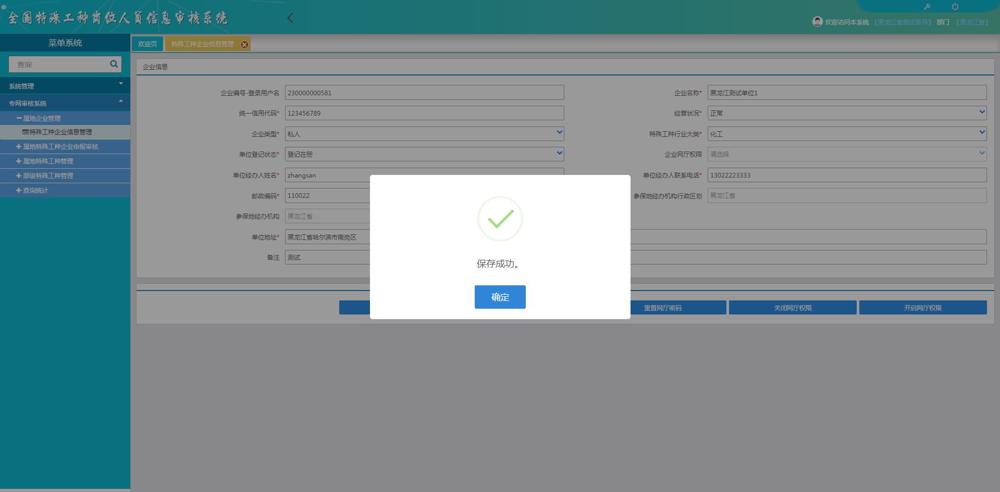 全国特殊工种岗位人员信息审核系统
欢迎访问本系统 [黑龙江省测试账号] 部门 [黑龙江省]
菜单系统
欢迎页 特殊工种企业信息管理
查询
系统管理
专网审核系统
属地企业管理
特殊工种企业信息管理
属地特殊工种企业申报审核
属地特殊工种管理
部级特殊工种管理
查询统计
企业信息
企业编号-登录用户名 230000000581 企业名称* 黑龙江测试单位1
统一信用代码* 123456789 经营状况* 正常
企业类型* 私人 特殊工种行业大类* 化工
单位登记状态* 登记在册 企业网厅权限 请选择
单位经办人姓名* zhangsan 单位经办人联系电话* 13022223333
邮政编码* 110022 参保地经办机构行政区划 黑龙江省
参保地经办机构 黑龙江省
单位地址* 黑龙江省哈尔滨市南岗区
备注 测试
保存成功。
确定
重置网厅密码 关闭网厅权限 开启网厅权限